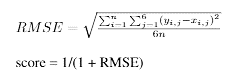 RMSE = \sqrt{\frac{\sum_{i=1}^{n} \sum_{j=1}^{6} (y_{i,j} - x_{i,j})^2}{6n}}
score = 1/(1 + RMSE)